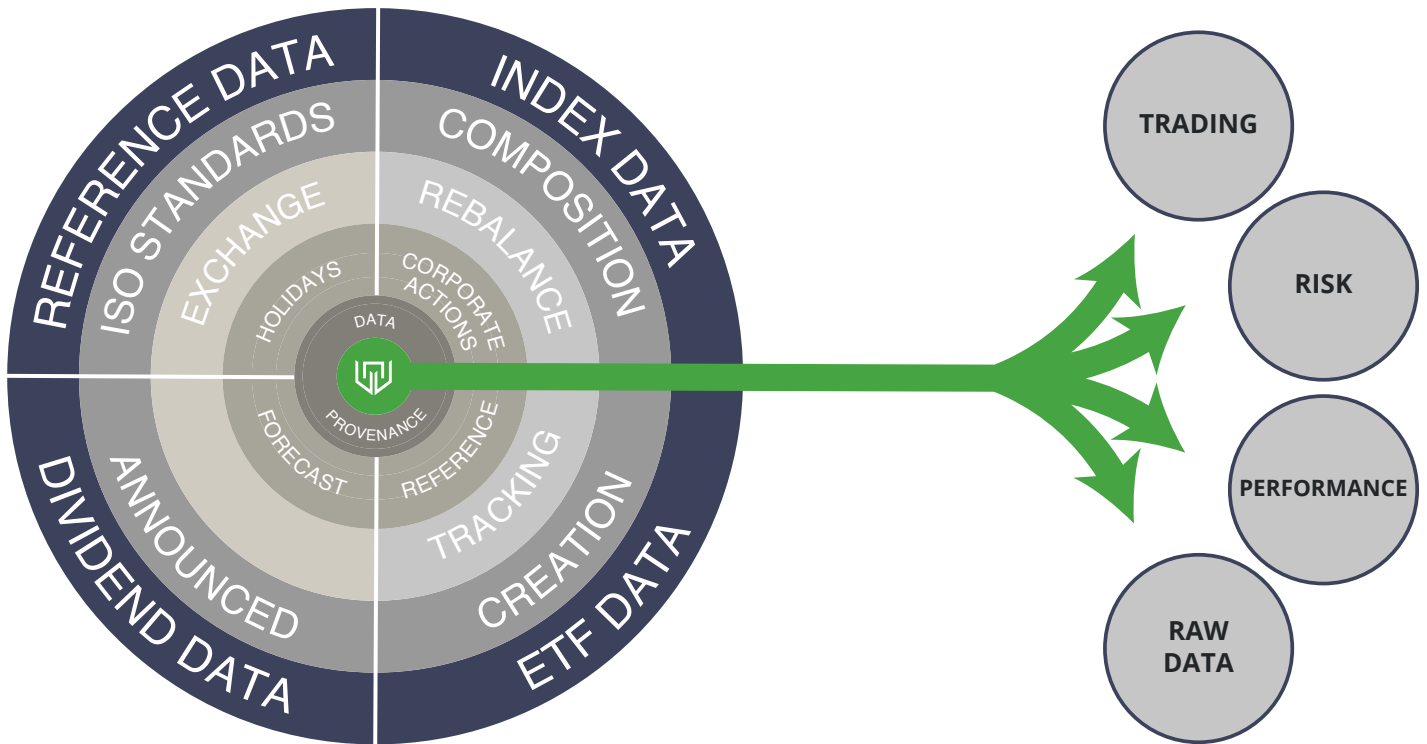 REFERENCE DATA
ISO STANDARDS
EXCHANGE
HOLIDAYS
INDEX DATA
COMPOSITION
REBALANCE
CORPORATE
ACTIONS
DATA
PROVENANCE
DIVIDEND DATA
ANNOUNCED
FORECAST
ETF DATA
CREATION
TRACKING
REFERENCE
TRADING
RISK
PERFORMANCE
RAW
DATA